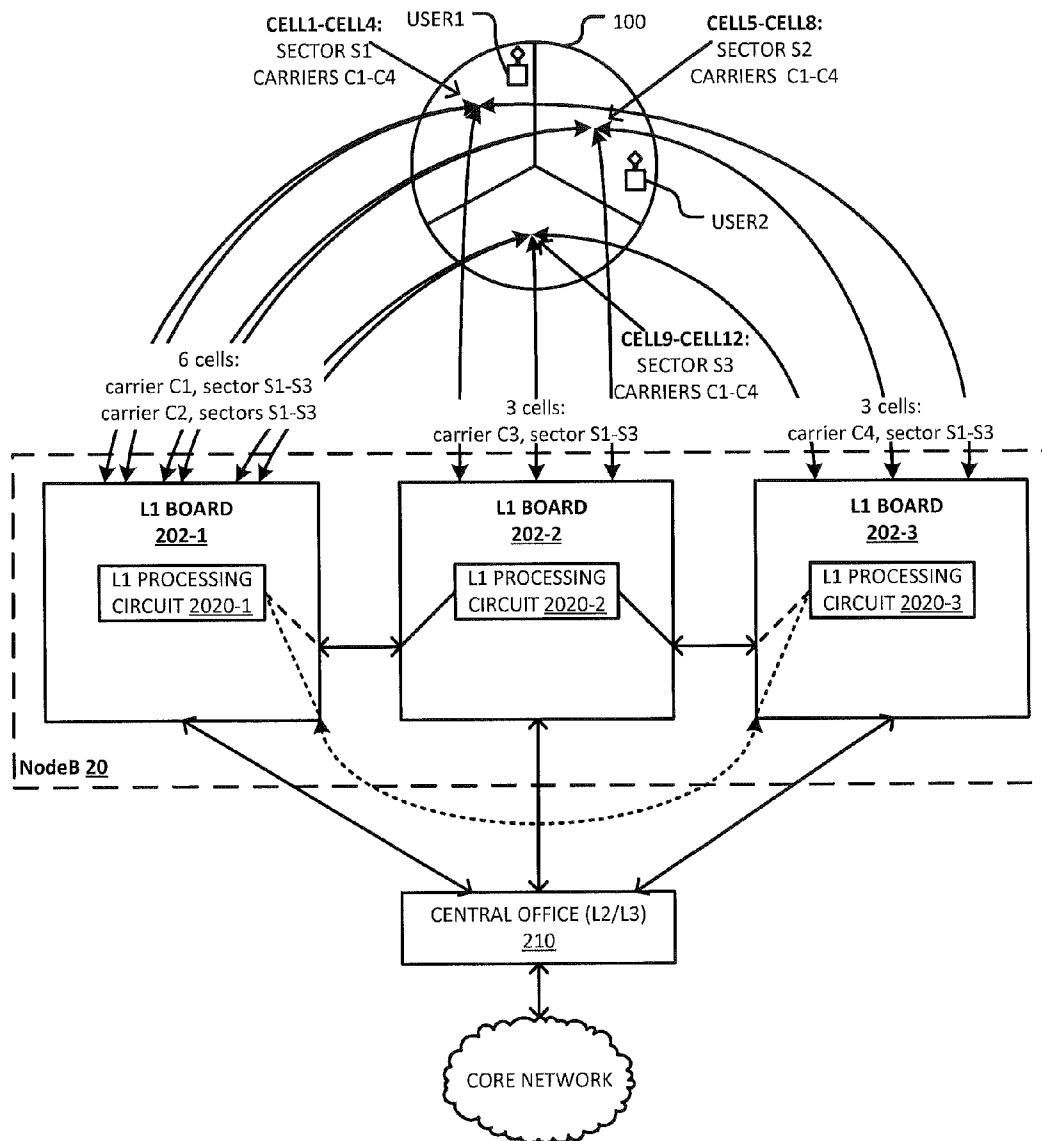 CELL1-CELL4:
SECTOR S1
CARRIERS C1-C4
USER1
100
CELL5-CELL8:
SECTOR S2
CARRIERS C1-C4
USER2
CELL9-CELL12:
SECTOR S3
CARRIERS C1-C4
6 cells:
carrier C1, sector S1-S3
carrier C2, sectors S1-S3
3 cells:
carrier C3, sector S1-S3
3 cells:
carrier C4, sector S1-S3
L1 BOARD
202-1
L1 PROCESSING
CIRCUIT 2020-1
L1 BOARD
202-2
L1 PROCESSING
CIRCUIT 2020-2
L1 BOARD
202-3
L1 PROCESSING
CIRCUIT 2020-3
NodeB 20
CENTRAL OFFICE (L2/L3)
210
CORE NETWORK